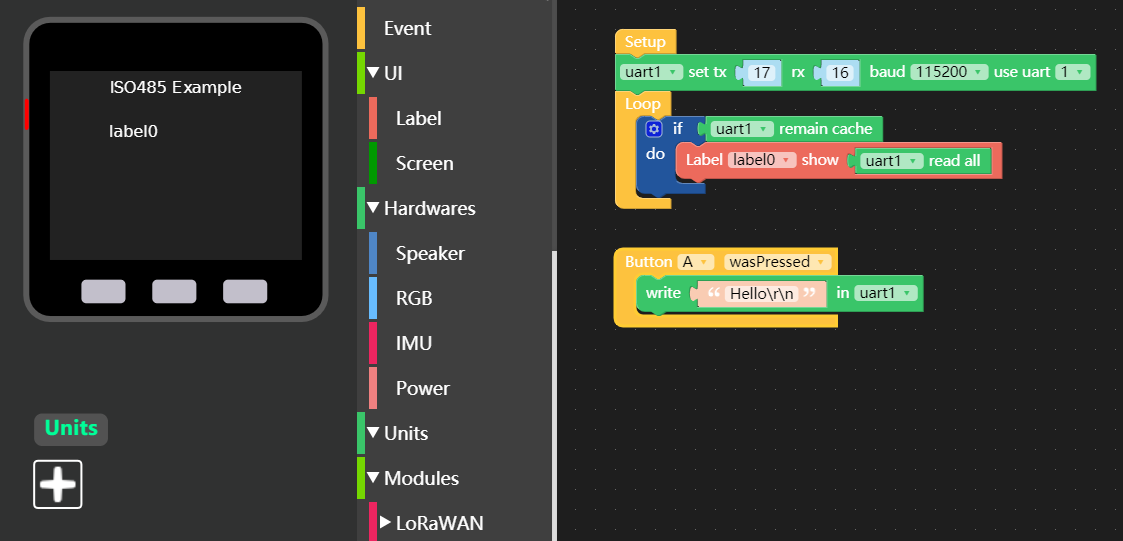 ISO485 Example
label0
Units
Event
UI
Label
Screen
Hardwares
Speaker
RGB
IMU
Power
Units
Modules
LoRaWAN
Setup
uart1 set tx 17 rx 16 baud 115200 use uart 1
Loop
if uart1 remain cache
do Label label0 show uart1 read all
Button A wasPressed
write “ Hello\r\n ” in uart1